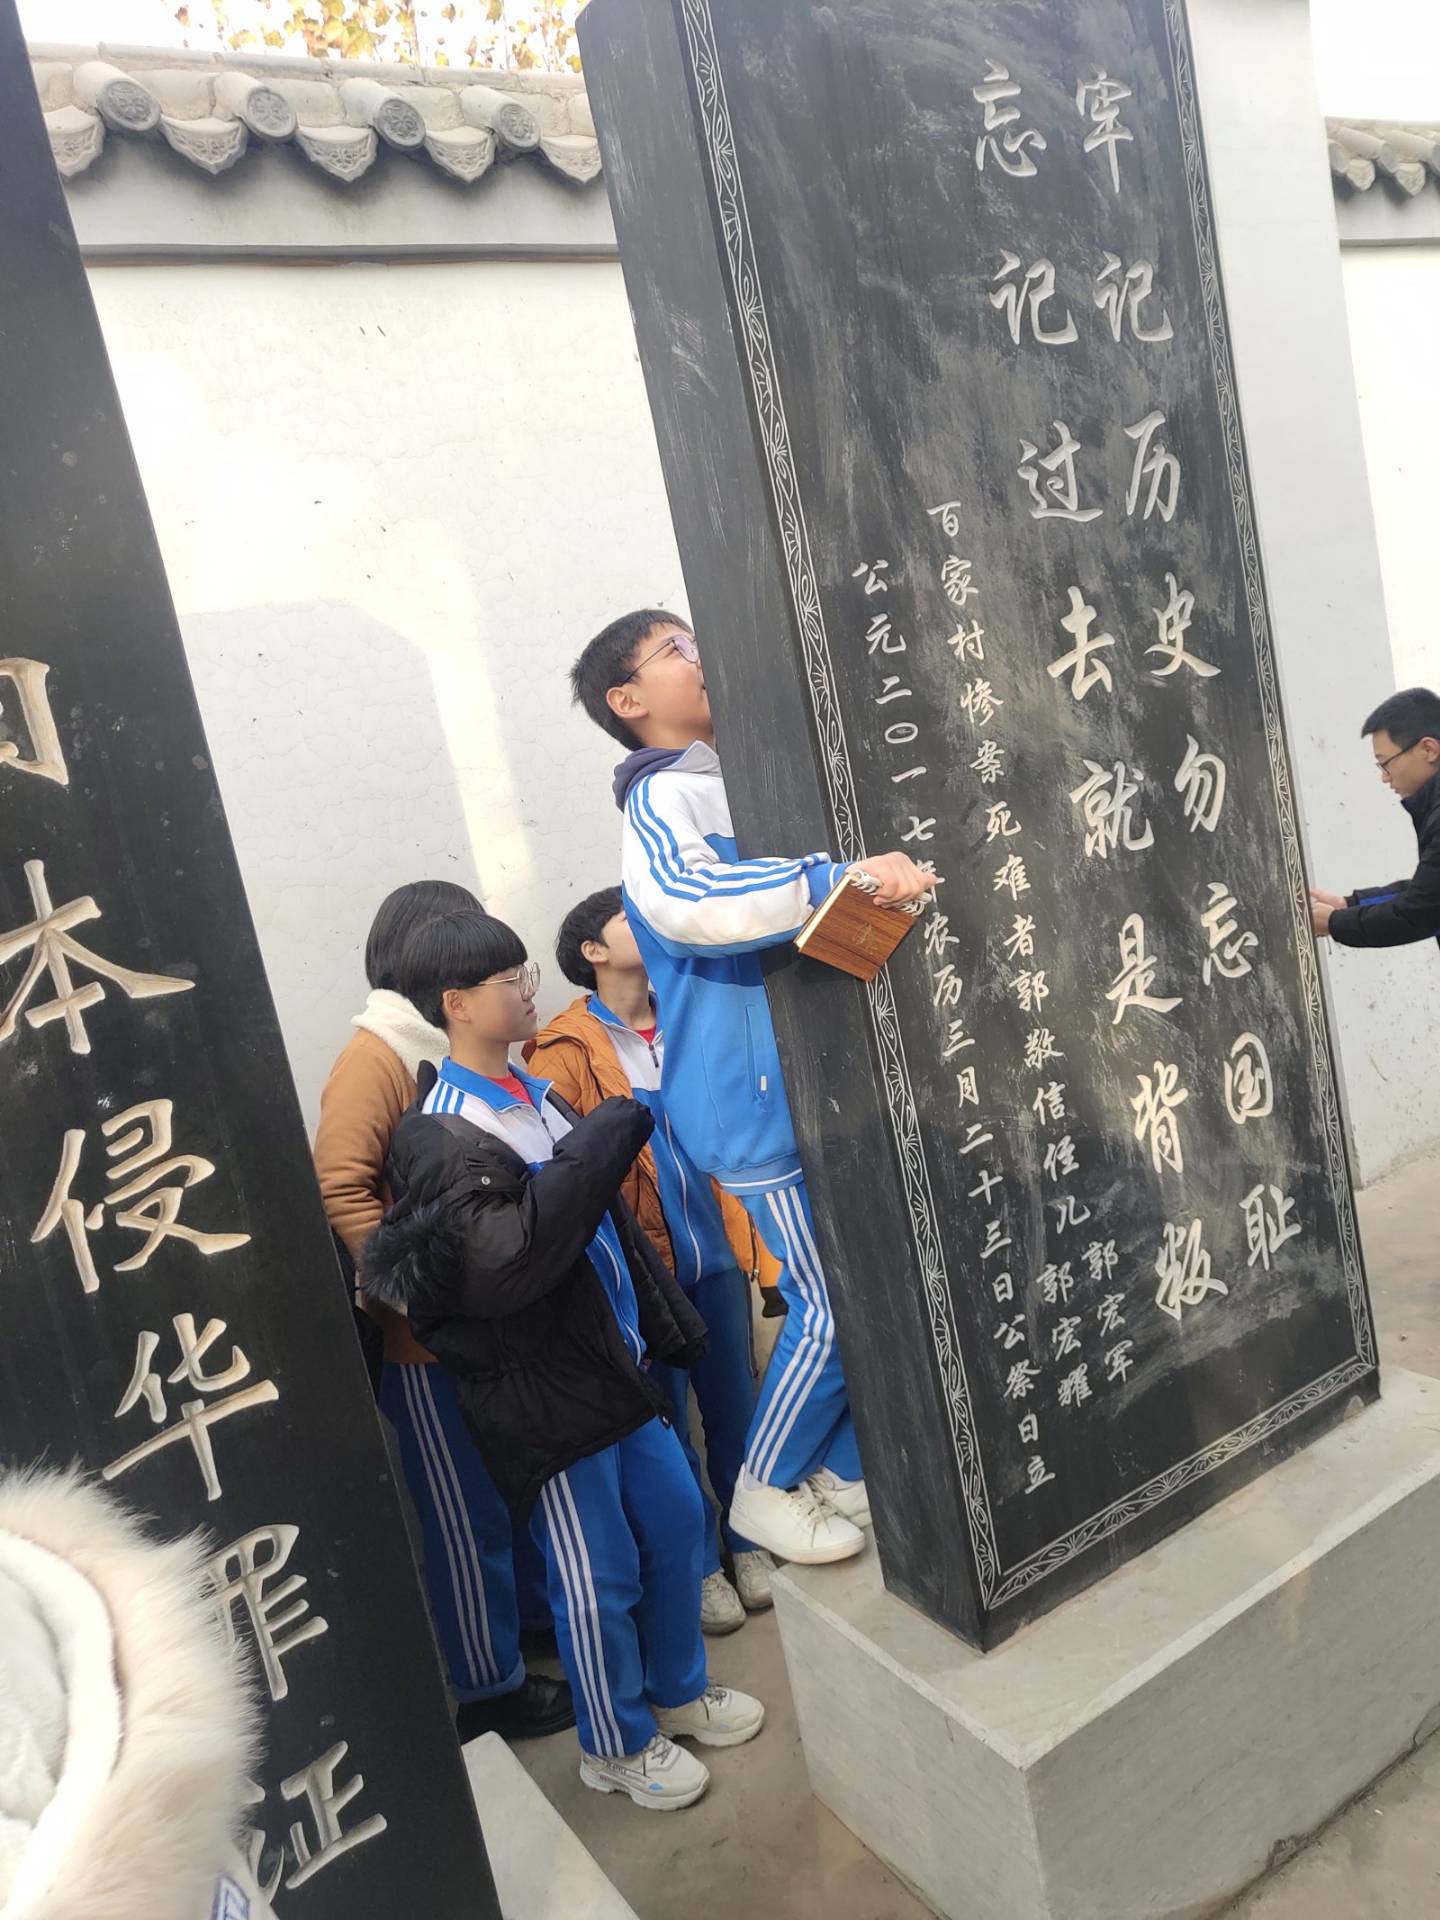 牢记历史勿忘国耻
忘记过去就是背叛
百家村惨案死难者郭敬信侄儿
郭宏军
郭宏耀
公元二〇一七年农历三月二十三日公祭日立
日本侵华罪证